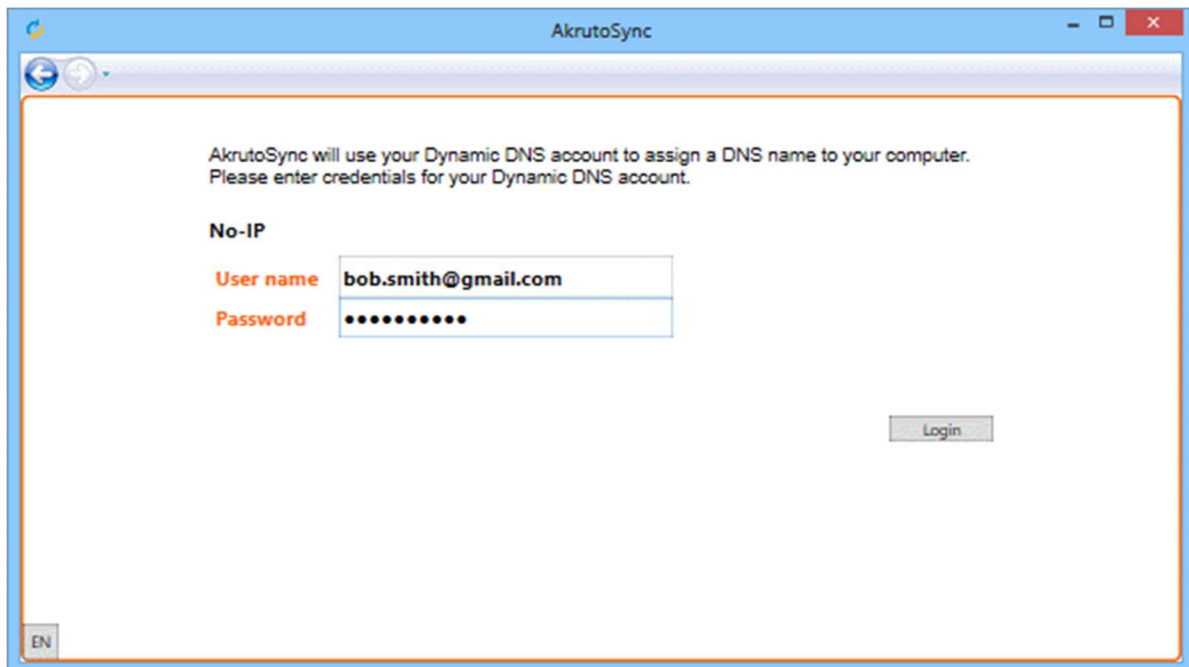 AkrutoSync
AkrutoSync will use your Dynamic DNS account to assign a DNS name to your computer.
Please enter credentials for your Dynamic DNS account.
No-IP
User name bob.smith@gmail.com
Password ••••••••••
Login
EN